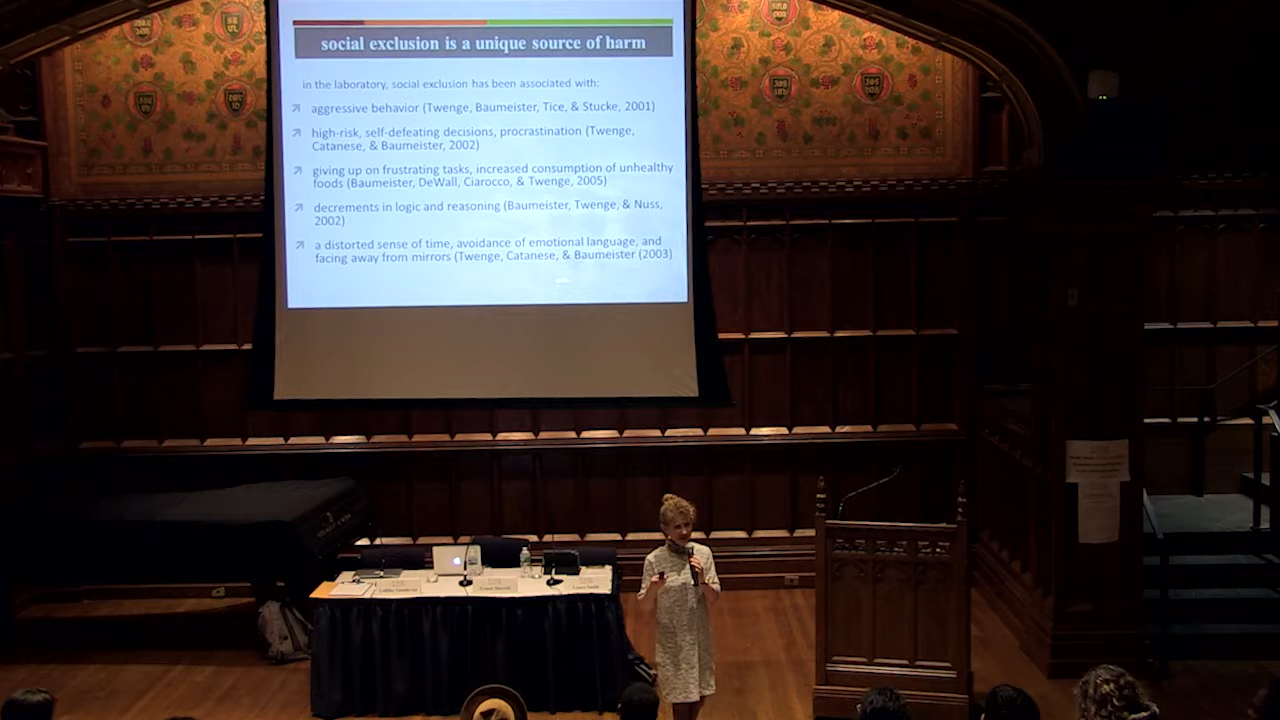 social exclusion is a unique source of harm
in the laboratory, social exclusion has been associated with:
aggressive behavior (Twenge, Baumeister, Tice, & Stucke, 2001)
high-risk, self-defeating decisions, procrastination (Twenge,
Catanese, & Baumeister, 2002)
giving up on frustrating tasks, increased consumption of unhealthy
foods (Baumeister, DeWall, Ciarocco, & Twenge, 2005)
decrements in logic and reasoning (Baumeister, Twenge, & Nuss,
2002)
a distorted sense of time, avoidance of emotional language, and
facing away from mirrors (Twenge, Catanese, & Baumeister (2003)
Laura Smith